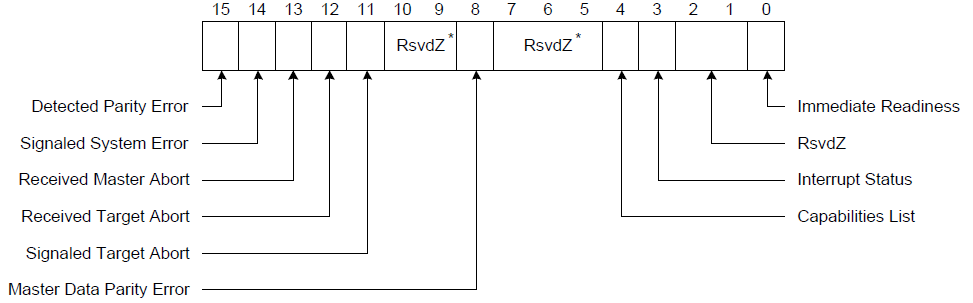 15 14 13 12 11 10 9 8 7 6 5 4 3 2 1 0
RsvdZ* RsvdZ*
Detected Parity Error
Immediate Readiness
Signaled System Error
RsvdZ
Received Master Abort
Interrupt Status
Received Target Abort
Capabilities List
Signaled Target Abort
Master Data Parity Error